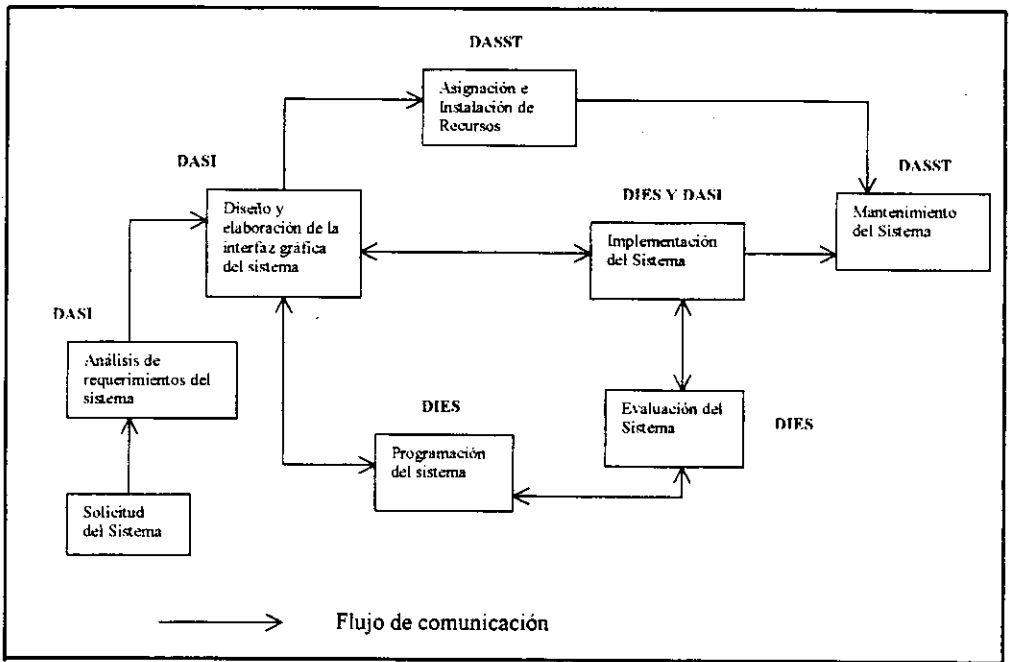 DASST
Asignación e
Instalación de
Recursos
DASI
DASST
Diseño y
elaboración de la
interfaz gráfica
del sistema
DIES Y DASI
Implementación
del Sistema
Mantenimiento
del Sistema
DASI
Análisis de
requerimientos del
sistema
DIES
Programación
del sistema
Evaluación del
Sistema
DIES
Solicitud
del Sistema
Flujo de comunicación